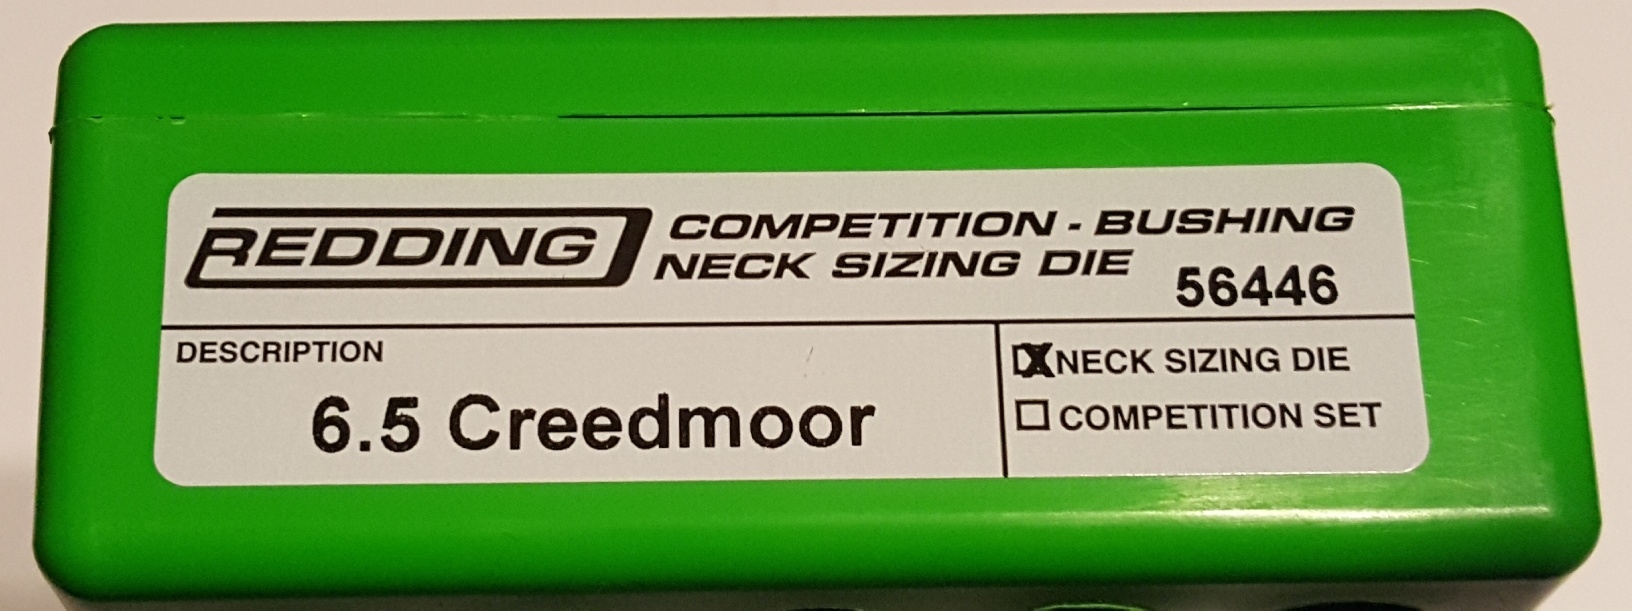 REDDING COMPETITION - BUSHING
NECK SIZING DIE 56446
DESCRIPTION
6.5 Creedmoor
NECK SIZING DIE
COMPETITION SET